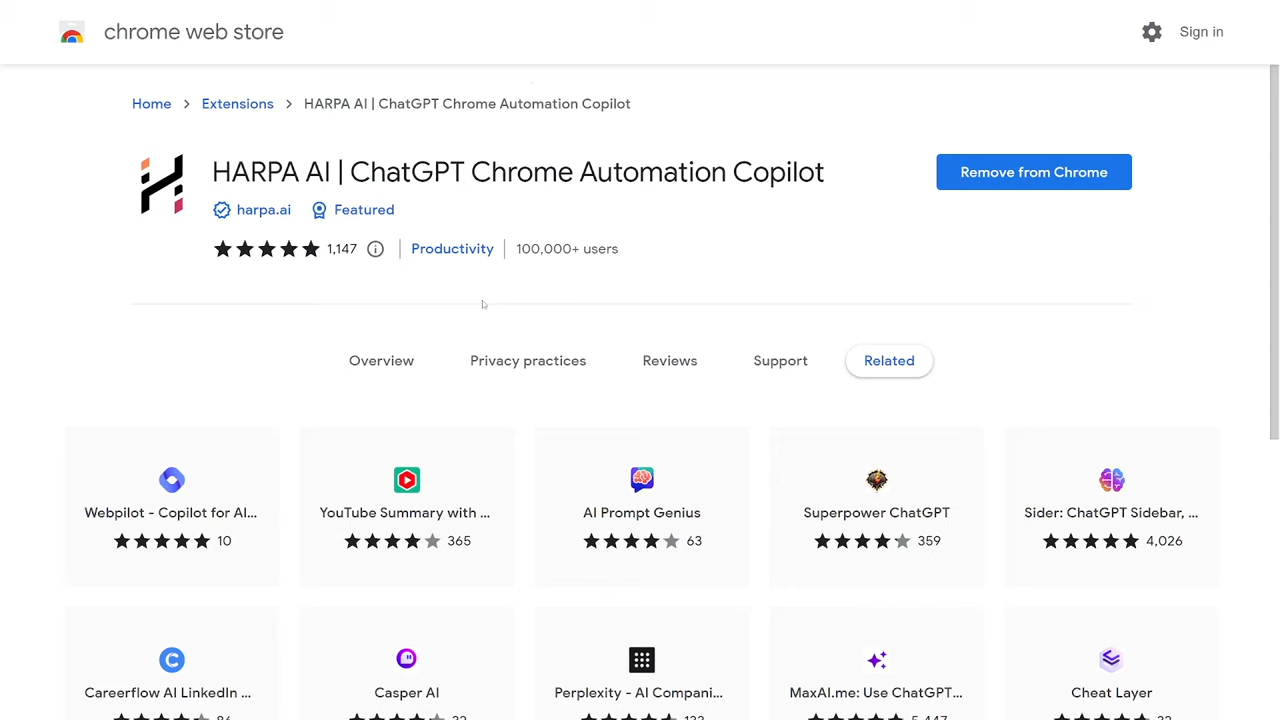 chrome web store
Sign in
Home > Extensions > HARPA AI | ChatGPT Chrome Automation Copilot
HARPA AI | ChatGPT Chrome Automation Copilot
Remove from Chrome
harpa.ai Featured
1,147 Productivity 100,000+ users
Overview Privacy practices Reviews Support Related
Webpilot - Copilot for AI...
10
YouTube Summary with ...
365
AI Prompt Genius
63
Superpower ChatGPT
359
Sider: ChatGPT Sidebar, ...
4,026
Careerflow AI LinkedIn ...
Casper AI
Perplexity - AI Compani...
MaxAI.me: Use ChatGPT...
Cheat Layer